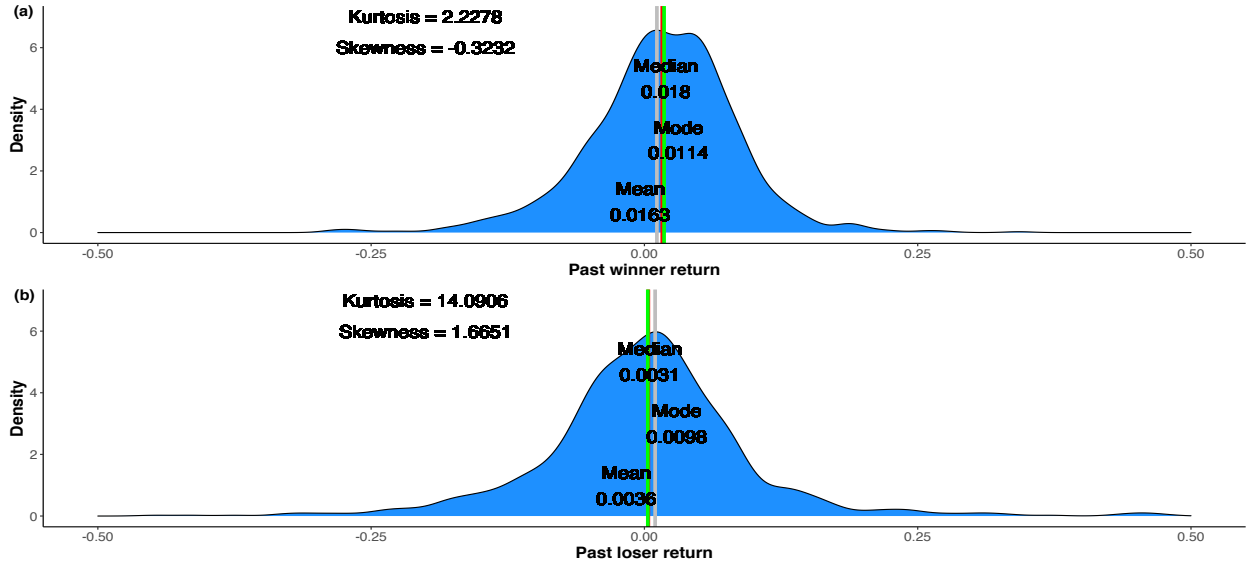 (a)
Kurtosis = 2.2278
Skewness = -0.3232
Median
0.018
Mode
0.0114
Mean
0.0163
Density
6
4
2
0
-0.50
-0.25
0.00
0.25
0.50
Past winner return
(b)
Kurtosis = 14.0906
Skewness = 1.6651
Median
0.0031
Mode
0.0098
Mean
0.0036
Density
6
4
2
0
-0.50
-0.25
0.00
0.25
0.50
Past loser return